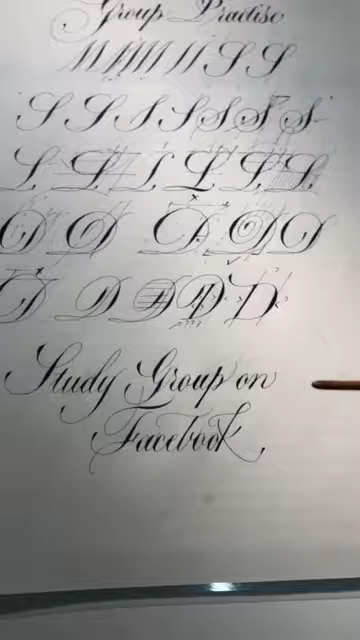 Group Practise
S S
S S S S S S S
L L L L L L
D D D D D
D D D D D
Study Group on
Facebook,